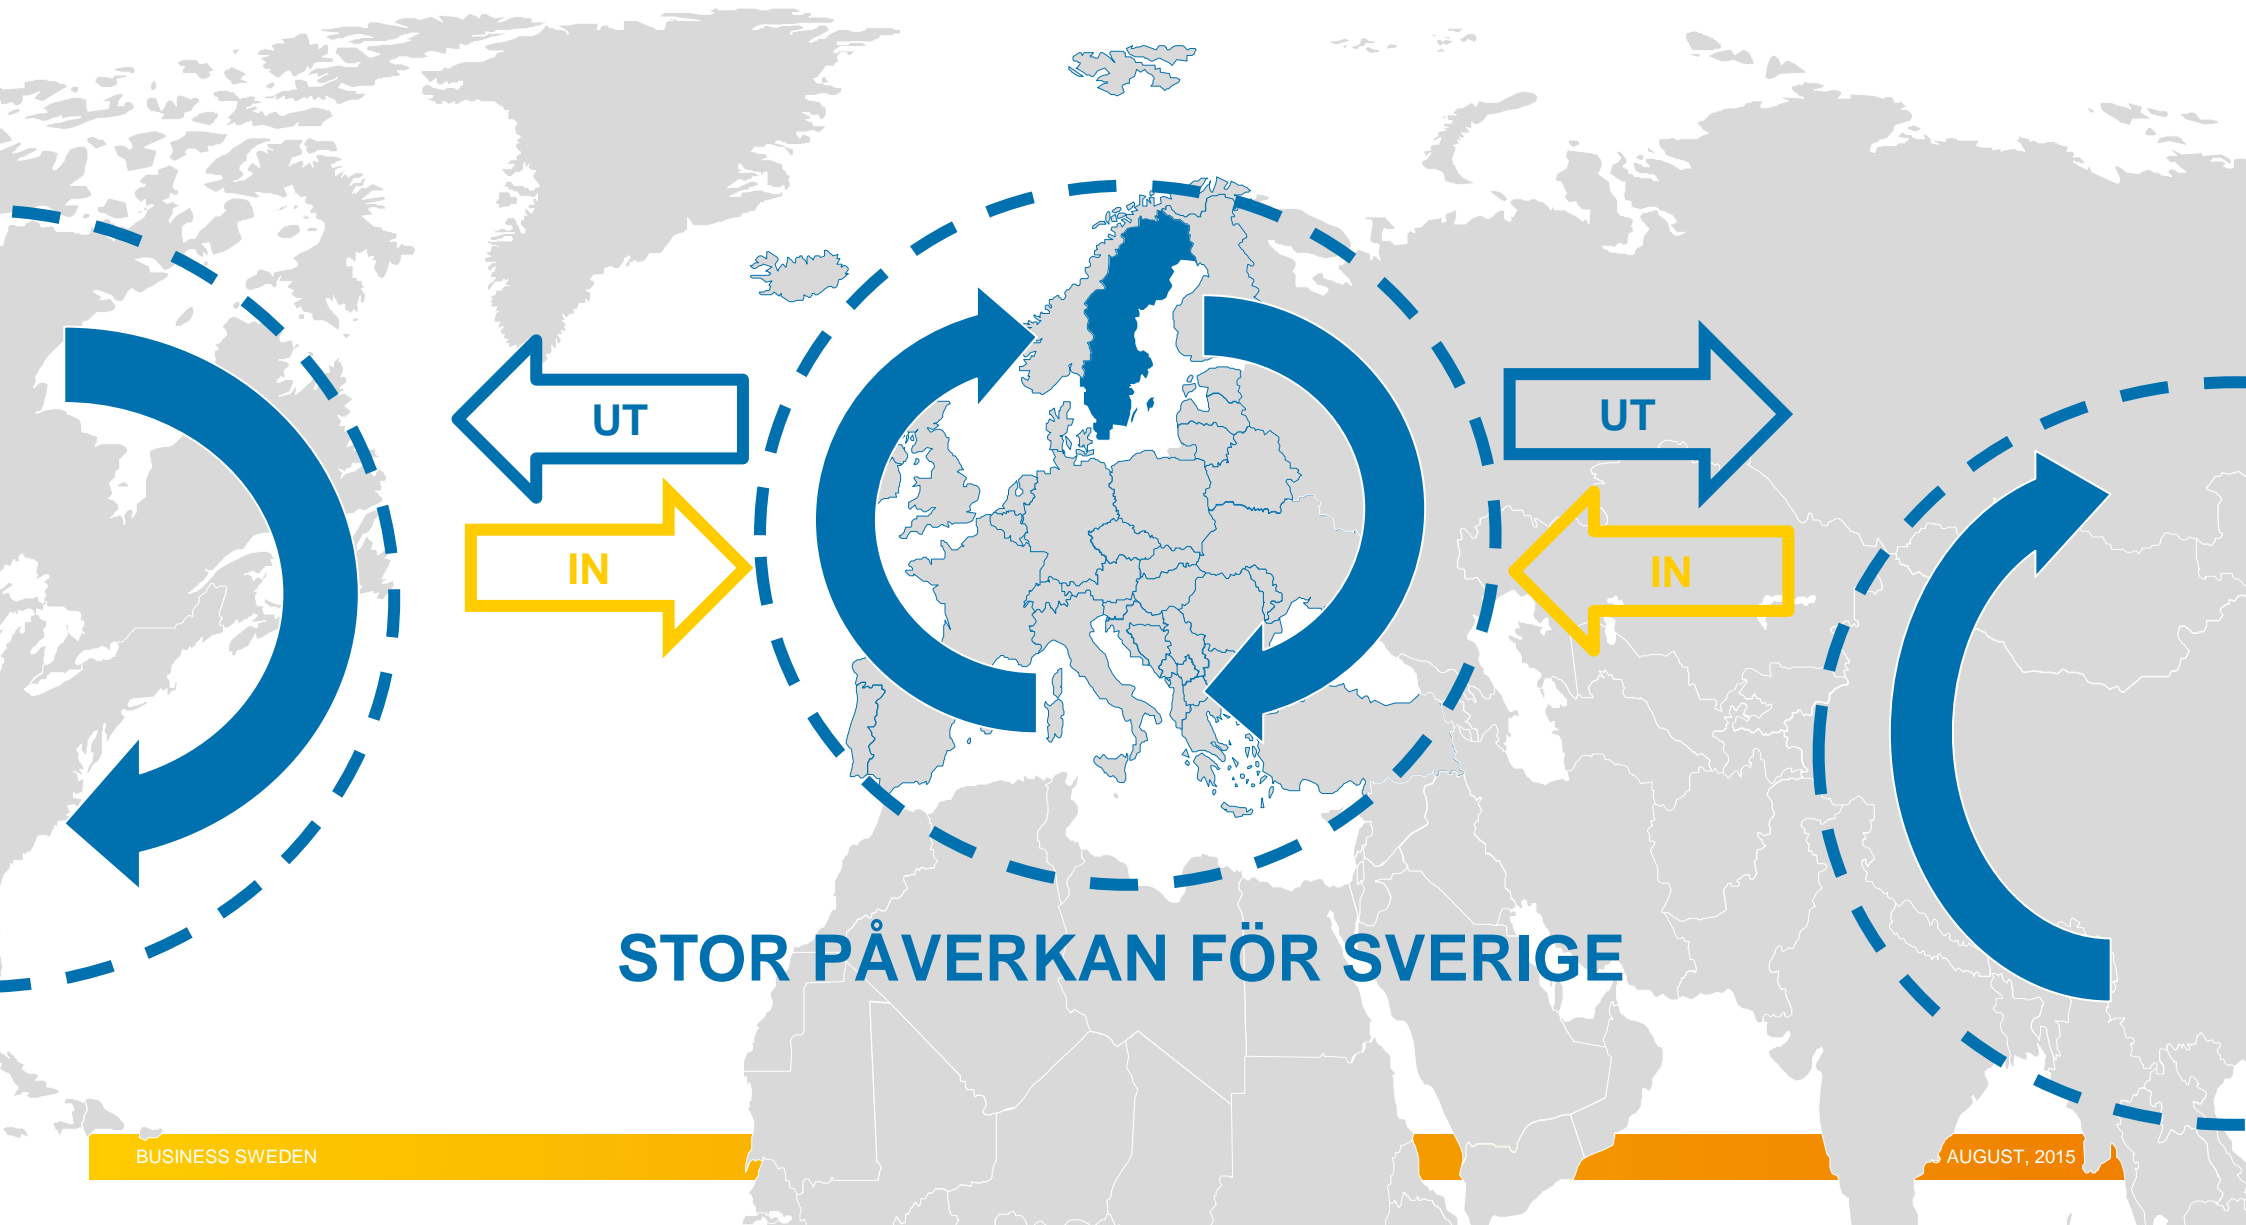 UT
UT
IN
IN
STOR PÅVERKAN FÖR SVERIGE
BUSINESS SWEDEN
AUGUST, 2015